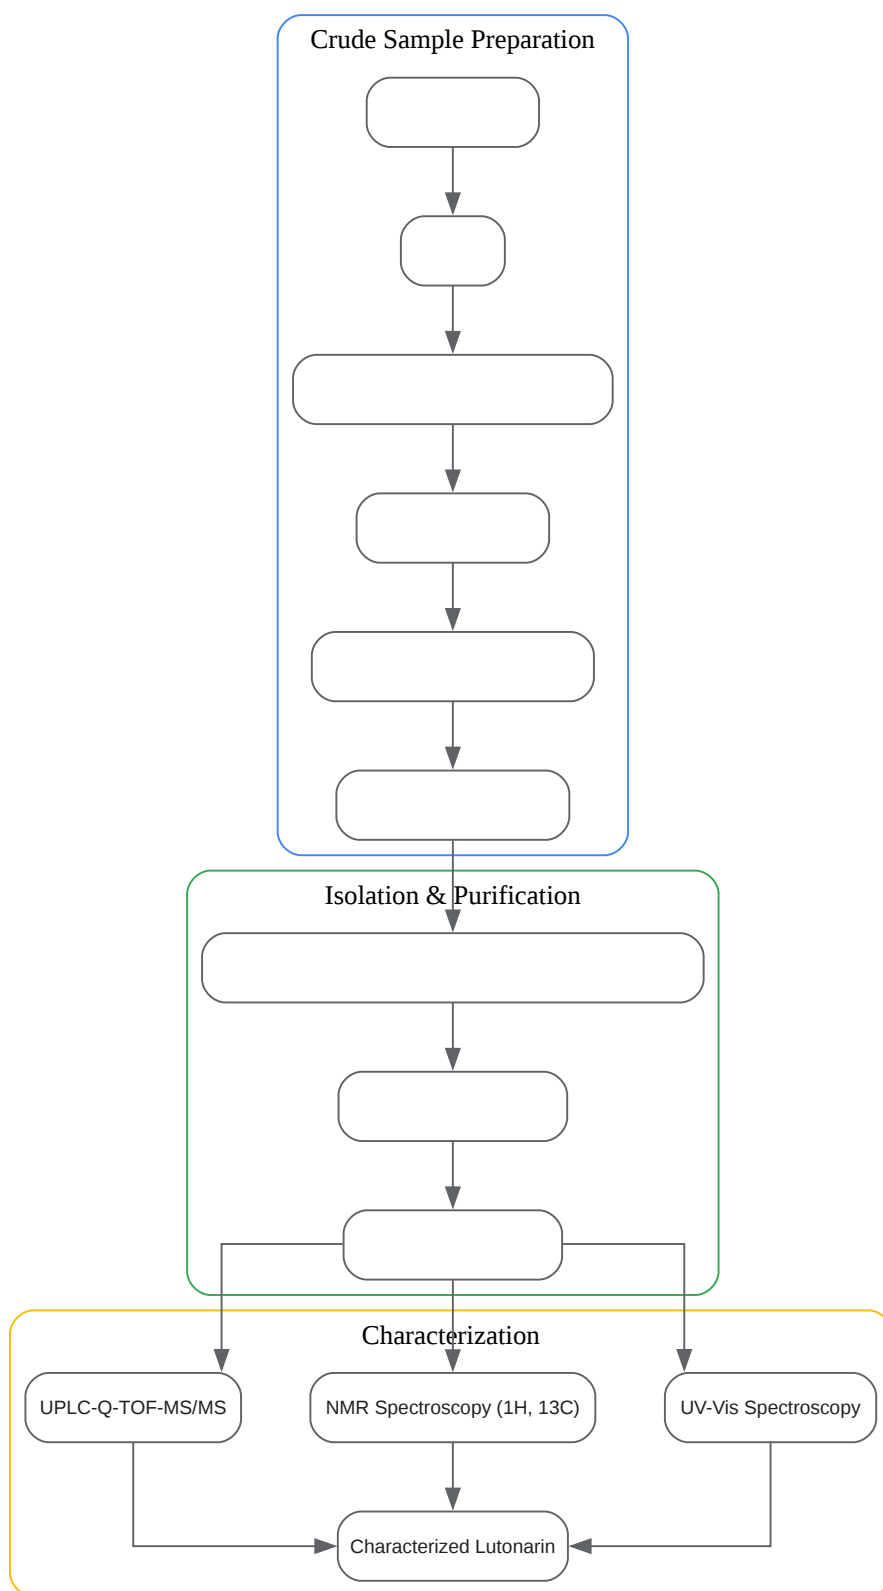 Crude Sample Preparation
Isolation & Purification
Characterization
UPLC-Q-TOF-MS/MS
NMR Spectroscopy (1H, 13C)
UV-Vis Spectroscopy
Characterized Lutonarin